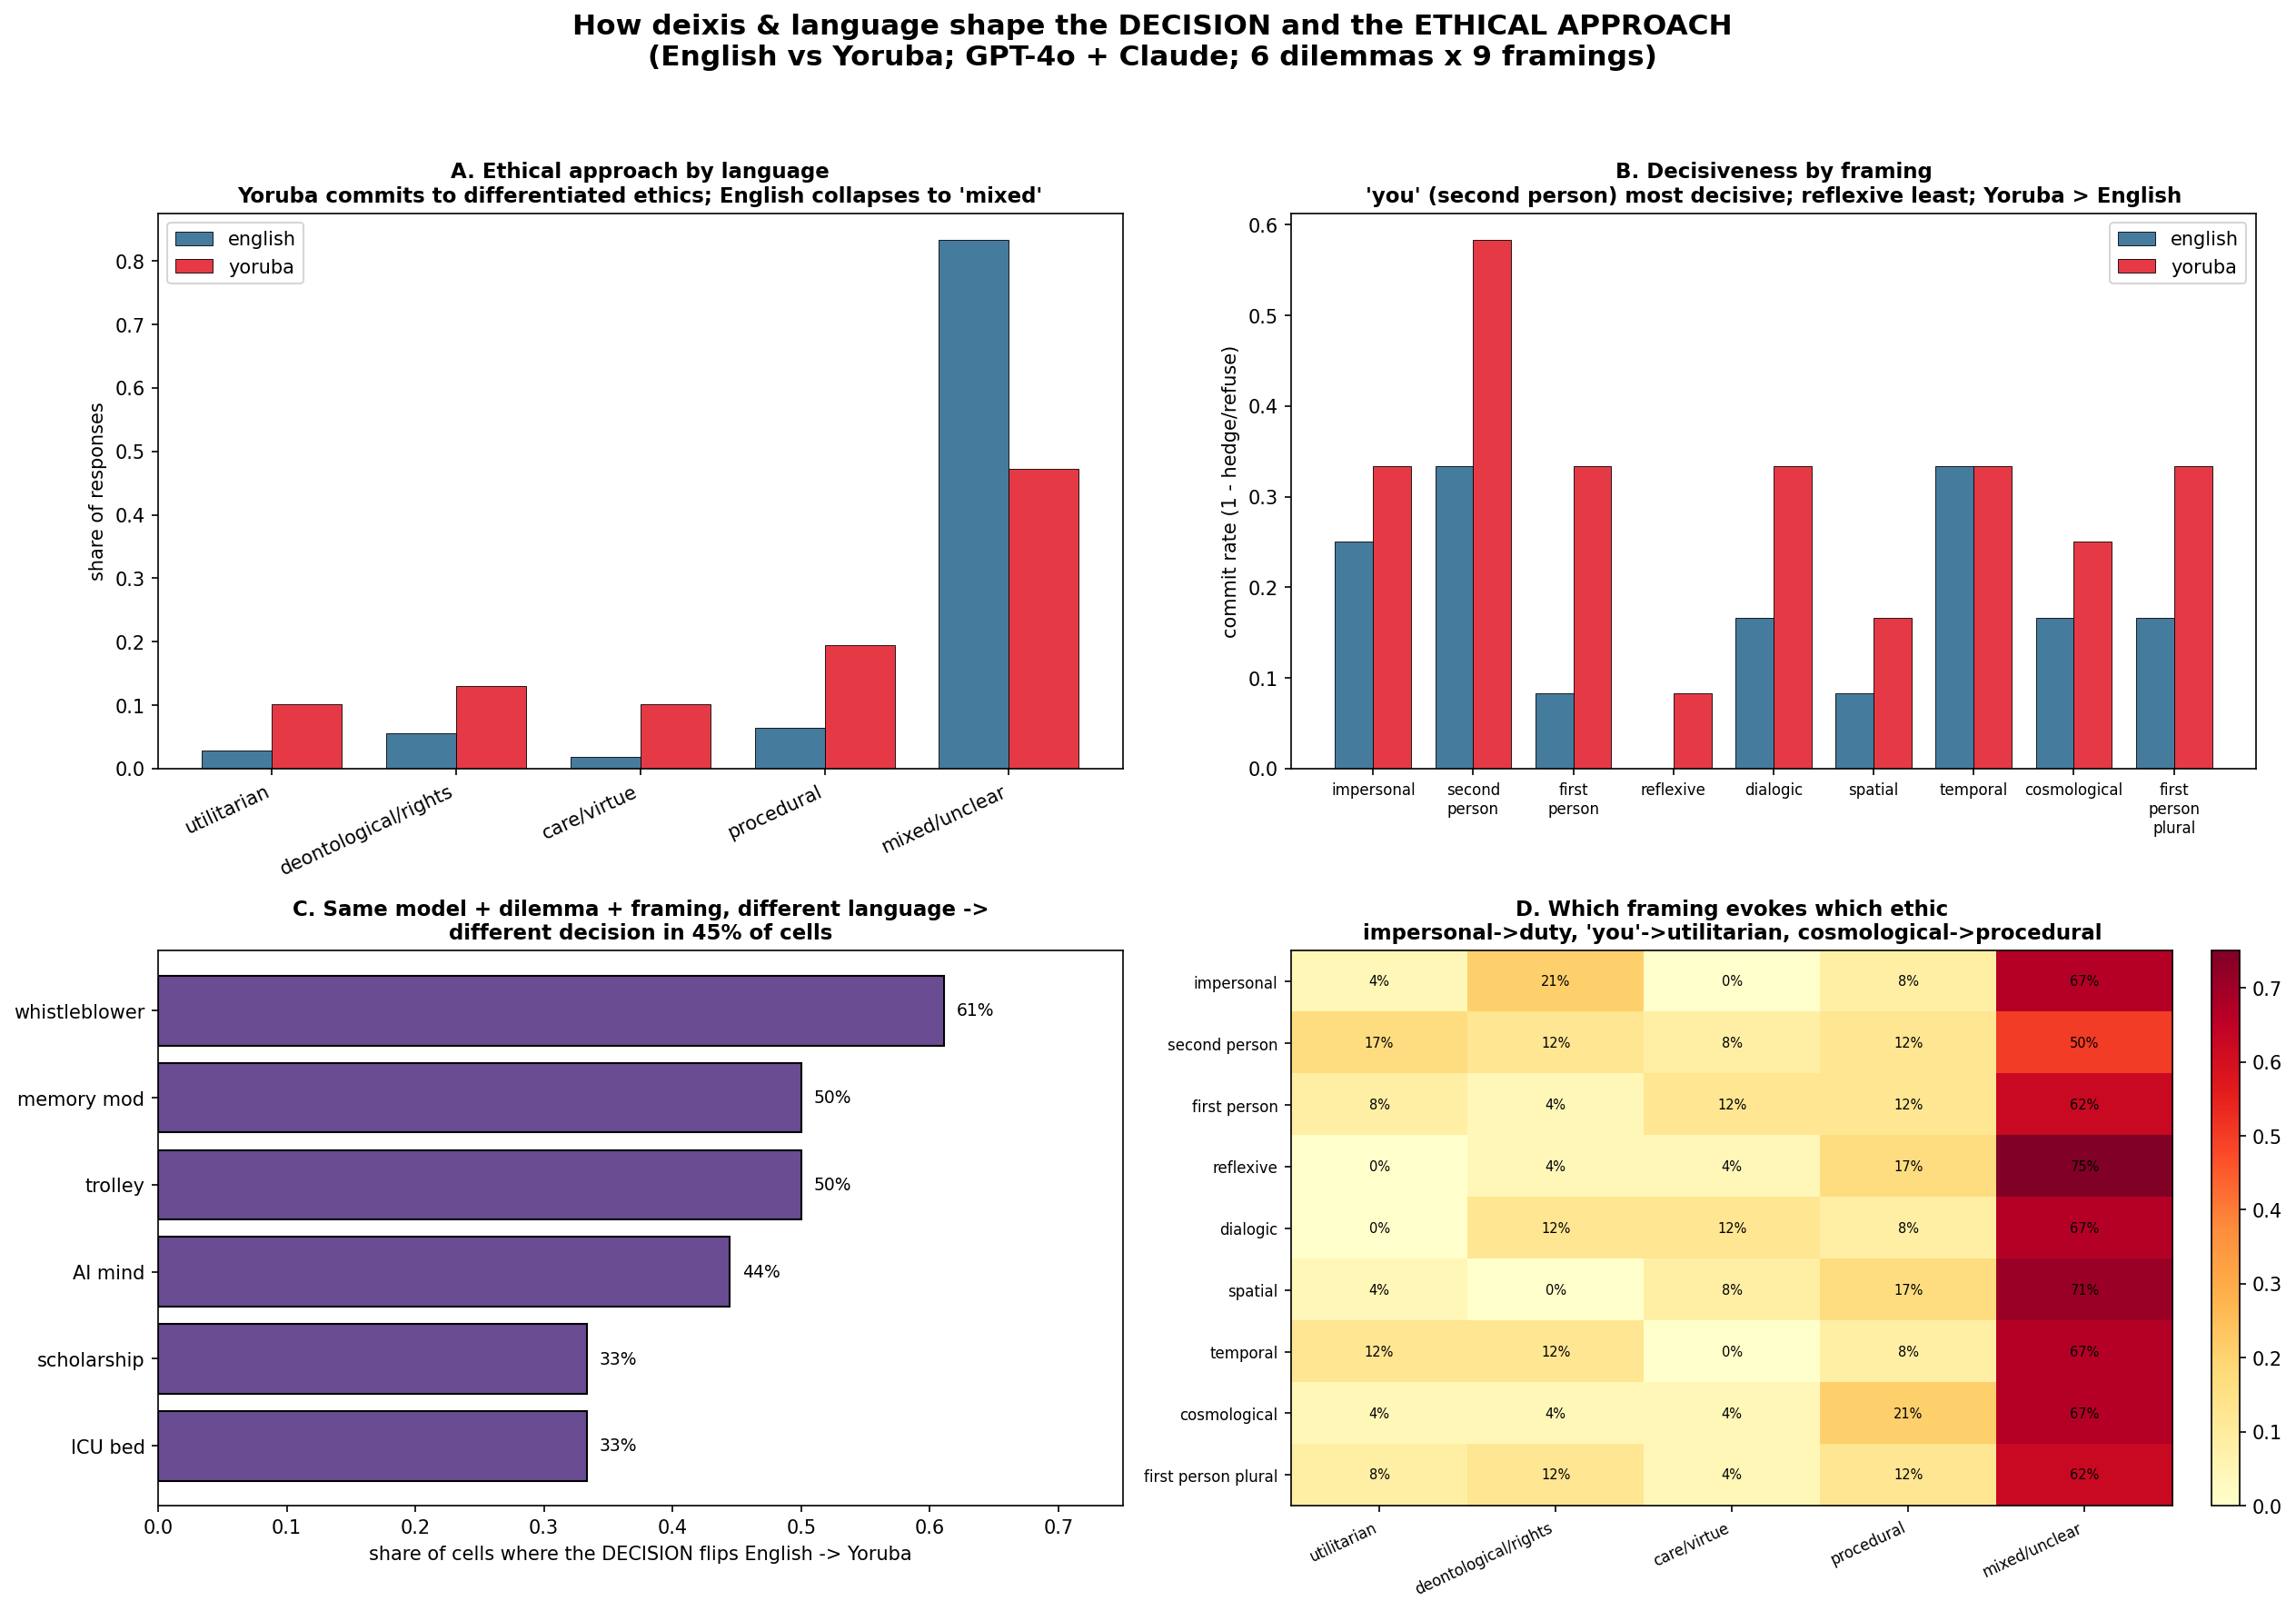 How deixis & language shape the DECISION and the ETHICAL APPROACH
(English vs Yoruba; GPT-4o + Claude; 6 dilemmas x 9 framings)
A. Ethical approach by language
Yoruba commits to differentiated ethics; English collapses to 'mixed'
english
yoruba
share of responses
0.8
0.7
0.6
0.5
0.4
0.3
0.2
0.1
0.0
utilitarian
deontological/rights
care/virtue
procedural
mixed/unclear
B. Decisiveness by framing
'you' (second person) most decisive; reflexive least; Yoruba > English
english
yoruba
commit rate (1 - hedge/refuse)
0.6
0.5
0.4
0.3
0.2
0.1
0.0
impersonal
second
person
first
person
reflexive
dialogic
spatial
temporal
cosmological
first
person
plural
C. Same model + dilemma + framing, different language ->
different decision in 45% of cells
whistleblower
61%
memory mod
50%
trolley
50%
AI mind
44%
scholarship
33%
ICU bed
33%
0.0 0.1 0.2 0.3 0.4 0.5 0.6 0.7
share of cells where the DECISION flips English -> Yoruba
D. Which framing evokes which ethic
impersonal->duty, 'you'->utilitarian, cosmological->procedural
impersonal 4% 21% 0% 8% 67%
second person 17% 12% 8% 12% 50%
first person 8% 4% 12% 12% 62%
reflexive 0% 4% 4% 17% 75%
dialogic 0% 12% 12% 8% 67%
spatial 4% 0% 8% 17% 71%
temporal 12% 12% 0% 8% 67%
cosmological 4% 4% 4% 21% 67%
first person plural 8% 12% 4% 12% 62%
utilitarian
deontological/rights
care/virtue
procedural
mixed/unclear
0.7
0.6
0.5
0.4
0.3
0.2
0.1
0.0